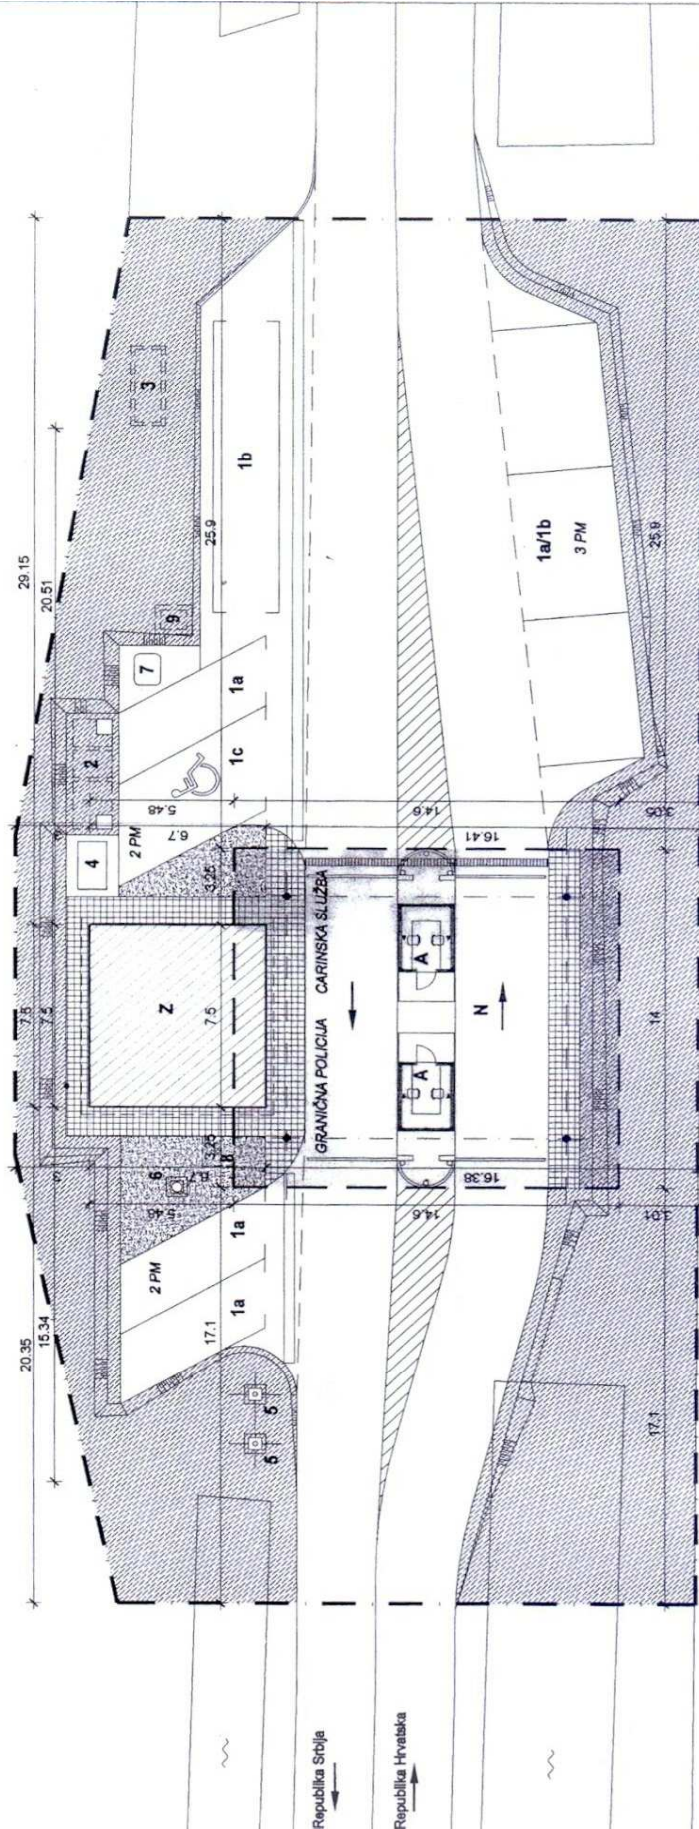 20.35
7.5
29.15
15.34
7.5
20.51
4
2
2 PM
2 PM
7
3
5.48
6
5.48
6.7
9
6.7
Z
17.1
3.25
7.5
3.25
25.9
B
1a
1a
1c
1a
1b
5
5
GRANIČNA POLICIJA
CARINSKA SLUŽBA
Republika Srbija
Republika Hrvatska
14.6
A
A
14.6
N
16.38
16.41
1a/1b
3 PM
17.1
3.01
14
3.06
25.9